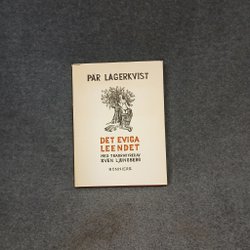 PÄR LAGERKVIST
DET EVIGA
LEENDET
MED TRÄSNITT AV
SVEN LJUNGBERG
BONNIERS